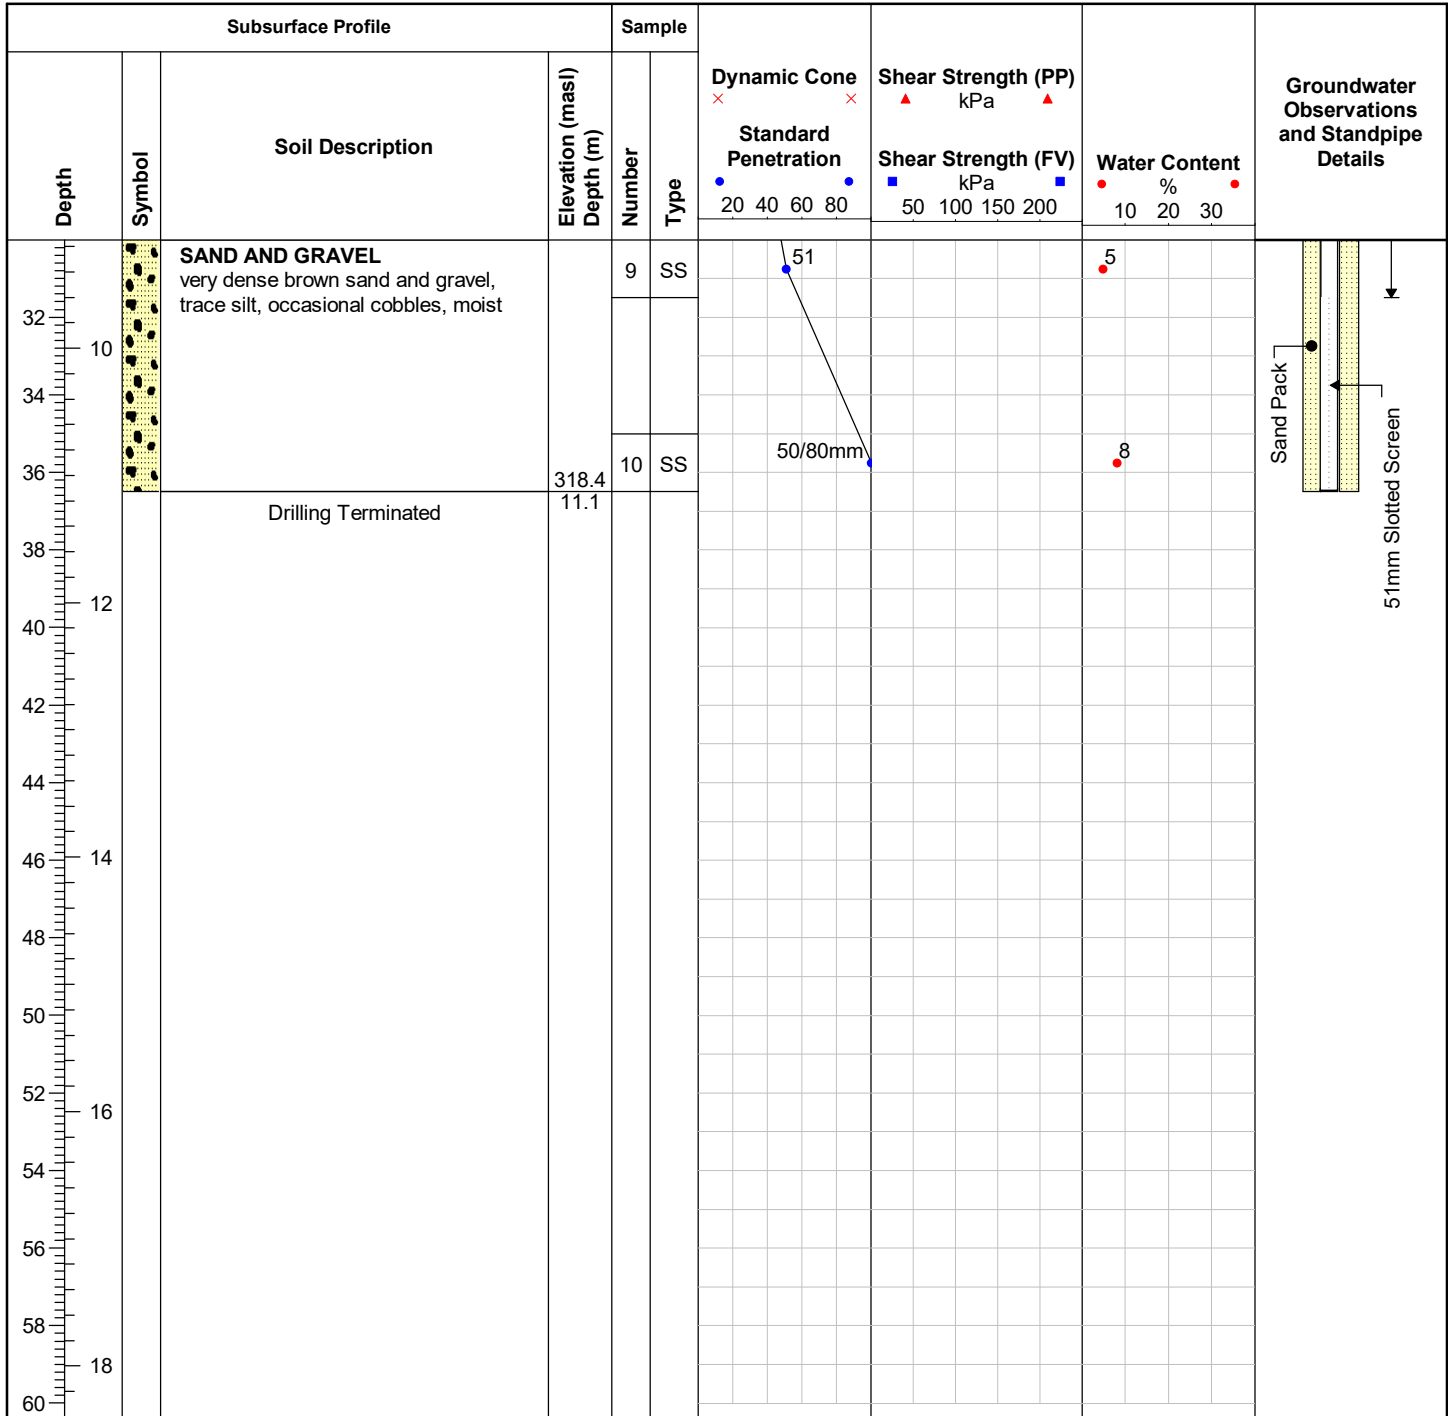 Subsurface Profile
Sample
Depth
Symbol
Soil Description
Elevation (masl)
Depth (m)
Number
Type
Dynamic Cone
Standard
Penetration
20 40 60 80
Shear Strength (PP)
kPa
Shear Strength (FV)
kPa
50 100 150 200
Water Content
%
10 20 30
Groundwater
Observations
and Standpipe
Details
SAND AND GRAVEL
very dense brown sand and gravel,
trace silt, occasional cobbles, moist
9 SS
51
5
32
10
34
36
318.4
11.1
10 SS
50/80mm
8
Sand Pack
51mm Slotted Screen
Drilling Terminated
38
12
40
42
44
14
46
48
50
52
16
54
56
58
18
60